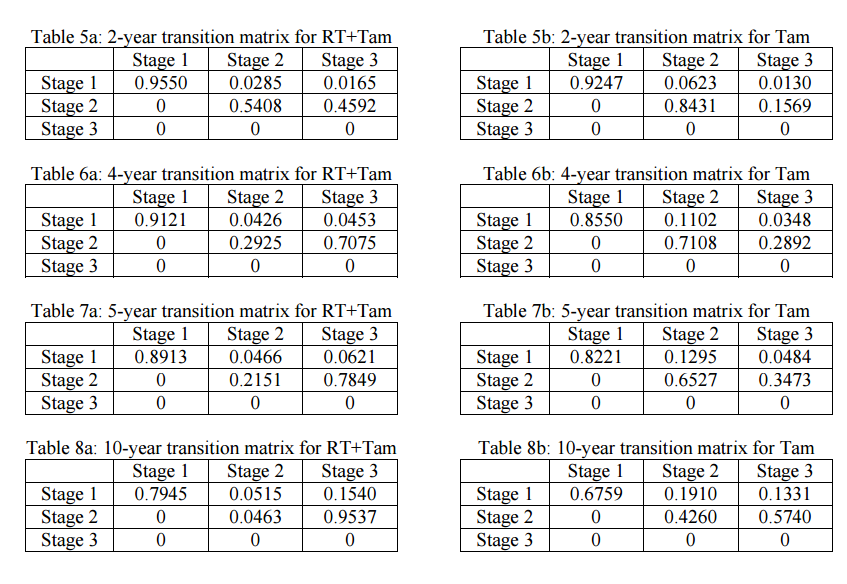 Table 5a: 2-year transition matrix for RT+Tam
Stage 1 Stage 2 Stage 3
Stage 1 0.9550 0.0285 0.0165
Stage 2 0 0.5408 0.4592
Stage 3 0 0 0
Table 5b: 2-year transition matrix for Tam
Stage 1 Stage 2 Stage 3
Stage 1 0.9247 0.0623 0.0130
Stage 2 0 0.8431 0.1569
Stage 3 0 0 0
Table 6a: 4-year transition matrix for RT+Tam
Stage 1 Stage 2 Stage 3
Stage 1 0.9121 0.0426 0.0453
Stage 2 0 0.2925 0.7075
Stage 3 0 0 0
Table 6b: 4-year transition matrix for Tam
Stage 1 Stage 2 Stage 3
Stage 1 0.8550 0.1102 0.0348
Stage 2 0 0.7108 0.2892
Stage 3 0 0 0
Table 7a: 5-year transition matrix for RT+Tam
Stage 1 Stage 2 Stage 3
Stage 1 0.8913 0.0466 0.0621
Stage 2 0 0.2151 0.7849
Stage 3 0 0 0
Table 7b: 5-year transition matrix for Tam
Stage 1 Stage 2 Stage 3
Stage 1 0.8221 0.1295 0.0484
Stage 2 0 0.6527 0.3473
Stage 3 0 0 0
Table 8a: 10-year transition matrix for RT+Tam
Stage 1 Stage 2 Stage 3
Stage 1 0.7945 0.0515 0.1540
Stage 2 0 0.0463 0.9537
Stage 3 0 0 0
Table 8b: 10-year transition matrix for Tam
Stage 1 Stage 2 Stage 3
Stage 1 0.6759 0.1910 0.1331
Stage 2 0 0.4260 0.5740
Stage 3 0 0 0